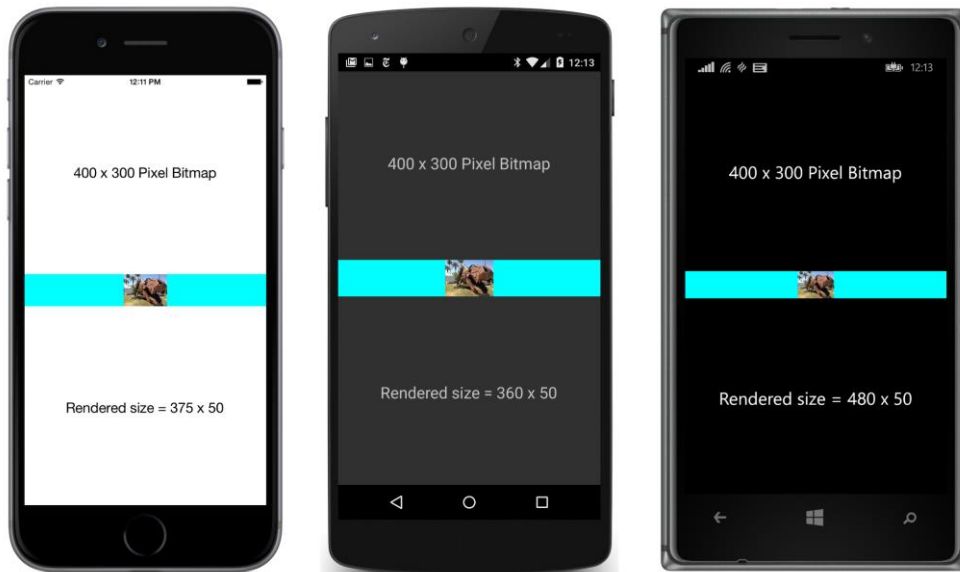 Carrier 12:11 PM
400 x 300 Pixel Bitmap
Rendered size = 375 x 50
12:13
400 x 300 Pixel Bitmap
Rendered size = 360 x 50
12:13
400 x 300 Pixel Bitmap
Rendered size = 480 x 50